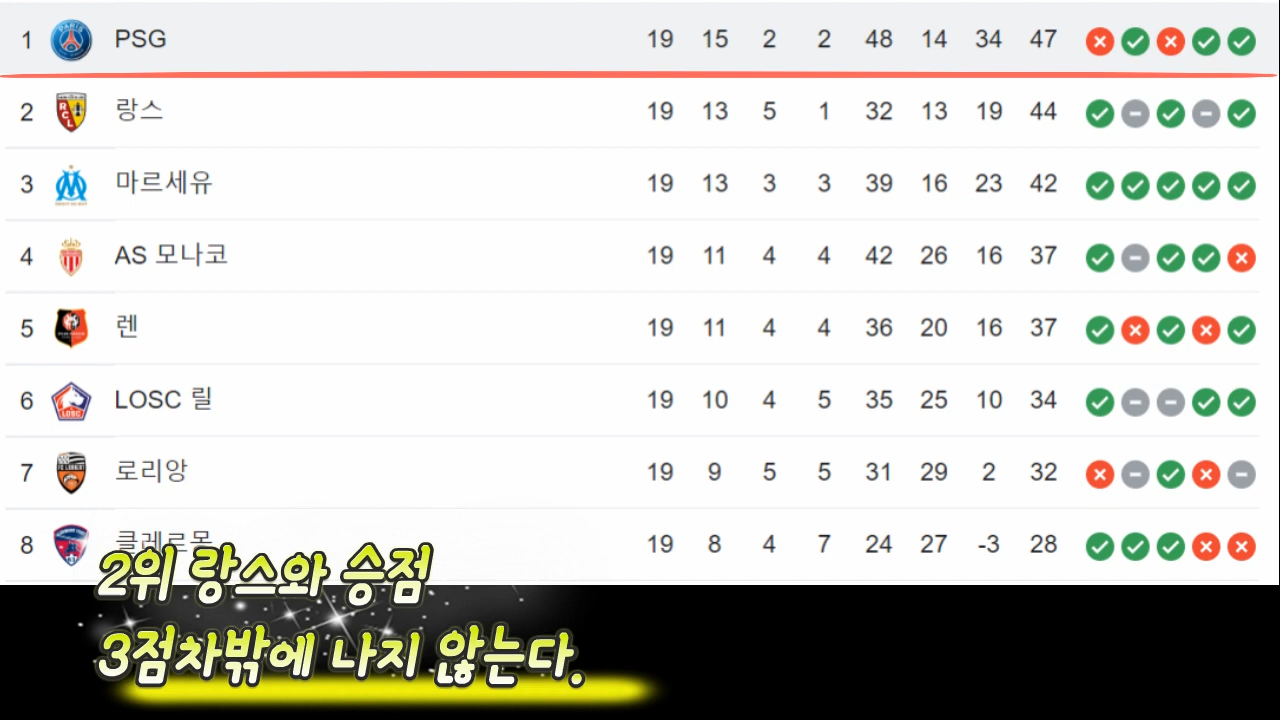 1 PSG 19 15 2 2 48 14 34 47
2 랑스 19 13 5 1 32 13 19 44
3 마르세유 19 13 3 3 39 16 23 42
4 AS 모나코 19 11 4 4 42 26 16 37
5 렌 19 11 4 4 36 20 16 37
6 LOSC 릴 19 10 4 5 35 25 10 34
7 로리앙 19 9 5 5 31 29 2 32
8 클레르몽 19 8 4 7 24 27 -3 28
2위 랑스와 승점
3점차밖에 나지 않는다.